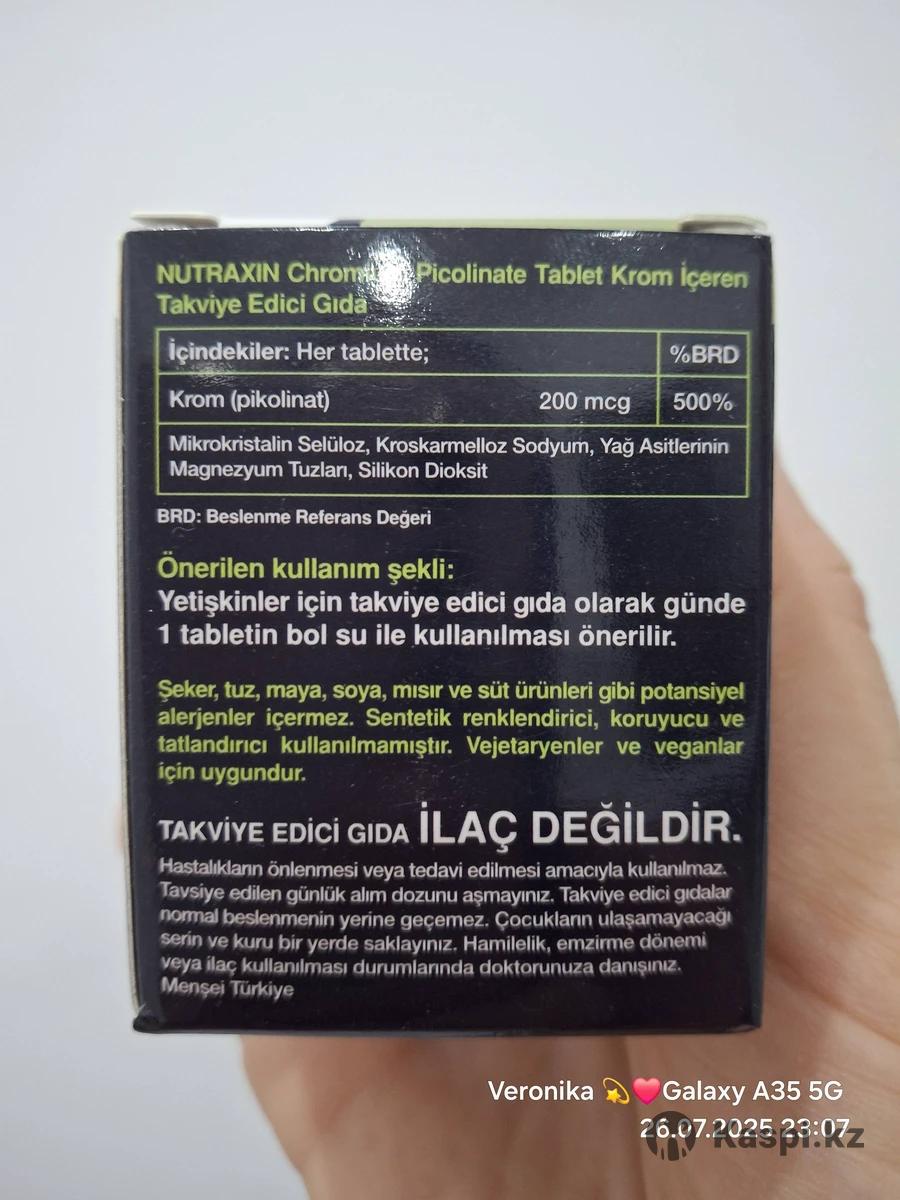 NUTRAXIN Chromium Picolinate Tablet Krom İçeren
Takviye Edici Gıda
İçindekiler: Her tablette;
%BRD
Krom (pikolinat) 200 mcg 500%
Mikrokristalin Selüloz, Kroskarmelloz Sodyum, Yağ Asitlerinin
Magnezyum Tuzları, Silikon Dioksit
BRD: Beslenme Referans Değeri
Önerilen kullanım şekli:
Yetişkinler için takviye edici gıda olarak günde
1 tabletin bol su ile kullanılması önerilir.
Şeker, tuz, maya, soya, mısır ve süt ürünleri gibi potansiyel
alerjenler içermez. Sentetik renklendirici, koruyucu ve
tatlandırıcı kullanılmamıştır. Vejetaryenler ve veganlar
için uygundur.
TAKVİYE EDİCİ GIDA İLAÇ DEĞİLDİR.
Hastalıkların önlenmesi veya tedavi edilmesi amacıyla kullanılmaz.
Tavsiye edilen günlük alım dozunu aşmayınız. Takviye edici gıdalar
normal beslenmenin yerine geçemez. Çocukların ulaşamayacağı
serin ve kuru bir yerde saklayınız. Hamilelik, emzirme dönemi
veya ilaç kullanılması durumlarında doktorunuza danışınız.
Menşei Türkiye
Veronika 💫❤️Galaxy A35 5G
26.07.2025 23:07
Kaspi.kz